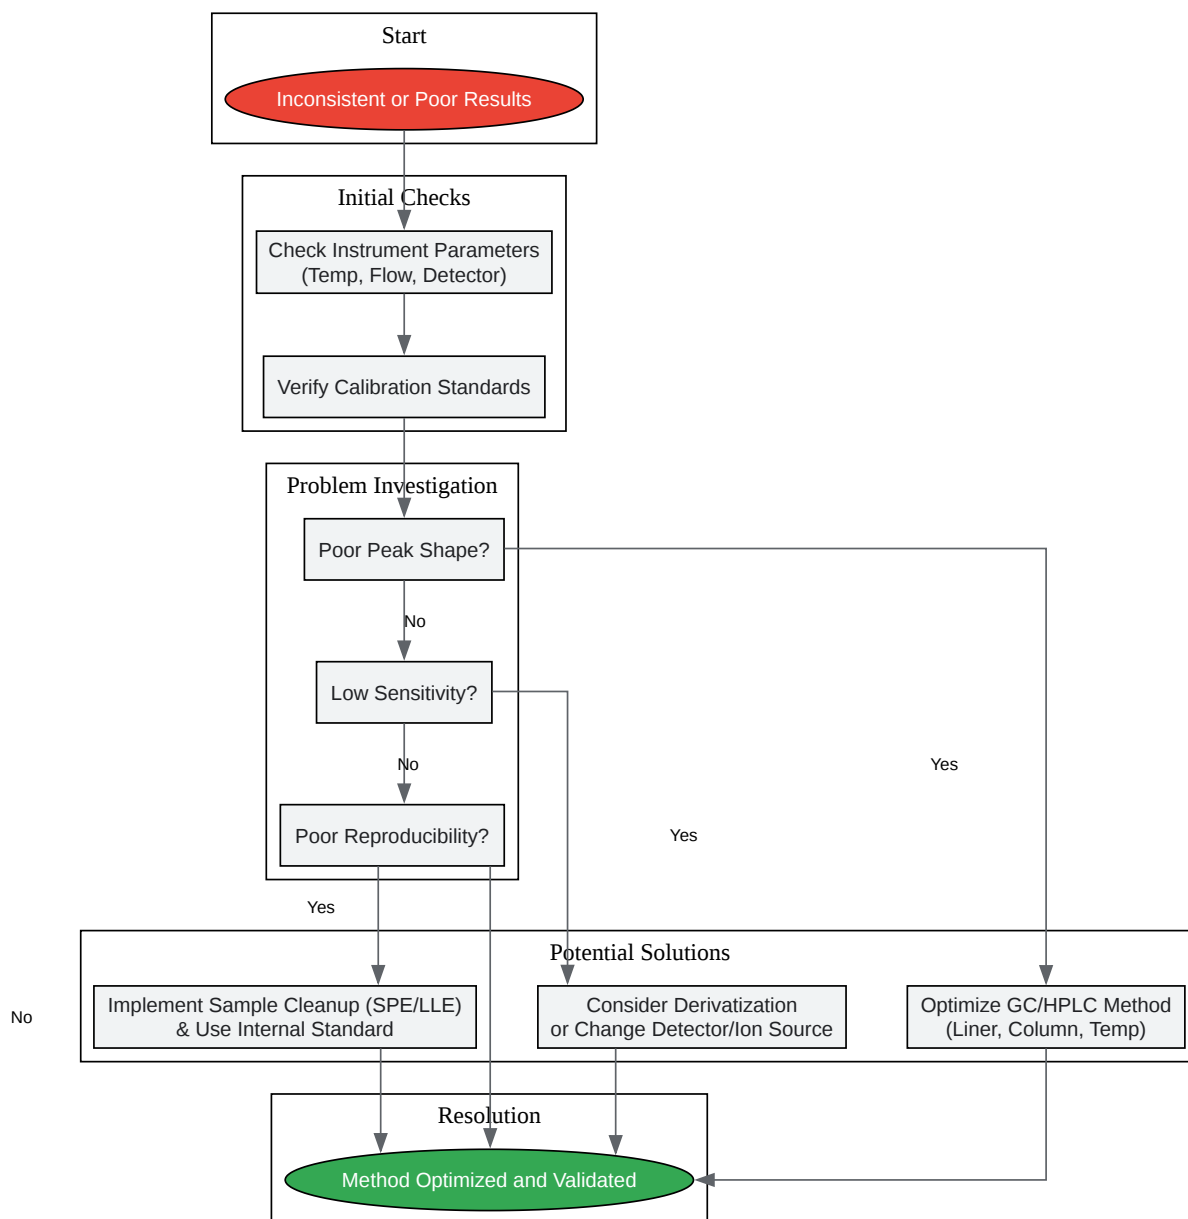 Start
Inconsistent or Poor Results
Initial Checks
Check Instrument Parameters
(Temp, Flow, Detector)
Verify Calibration Standards
Problem Investigation
Poor Peak Shape?
No
Low Sensitivity?
No
Yes
Poor Reproducibility?
Yes
Yes
Potential Solutions
Implement Sample Cleanup (SPE/LLE)
& Use Internal Standard
Consider Derivatization
or Change Detector/Ion Source
Optimize GC/HPLC Method
(Liner, Column, Temp)
No
Resolution
Method Optimized and Validated